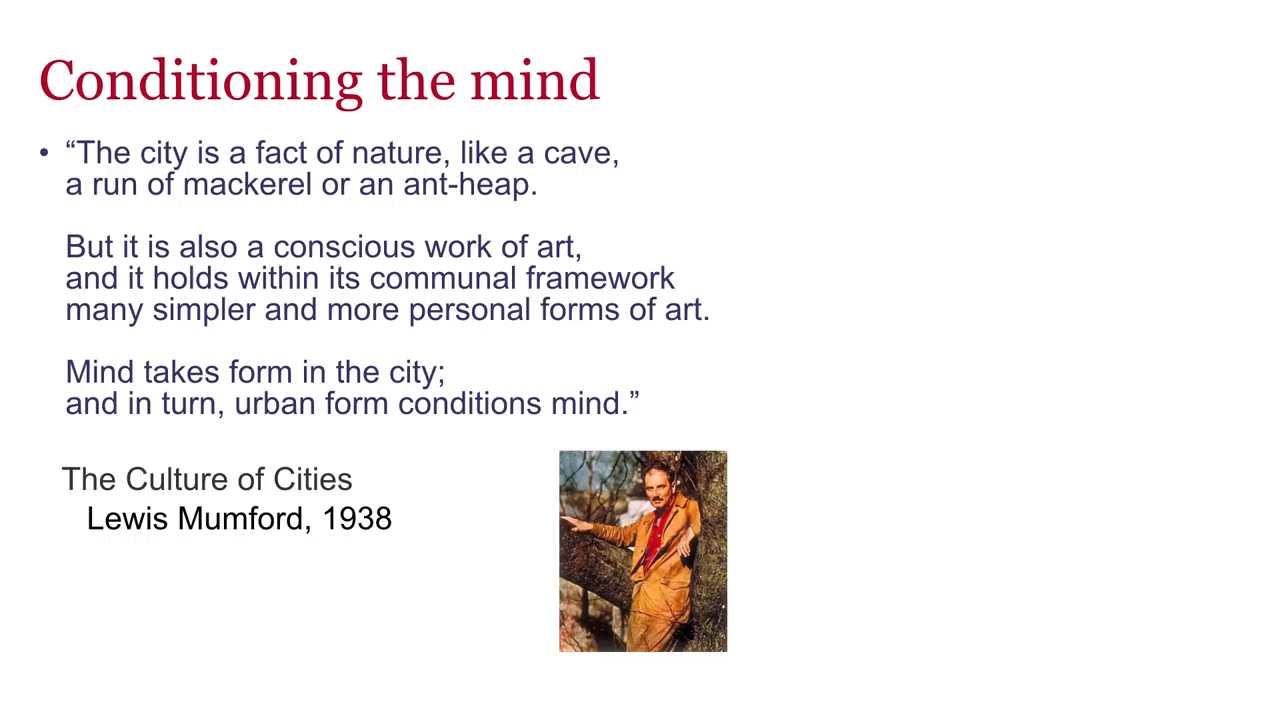 Conditioning the mind
• “The city is a fact of nature, like a cave,
a run of mackerel or an ant-heap.
But it is also a conscious work of art,
and it holds within its communal framework
many simpler and more personal forms of art.
Mind takes form in the city;
and in turn, urban form conditions mind.”
The Culture of Cities
Lewis Mumford, 1938